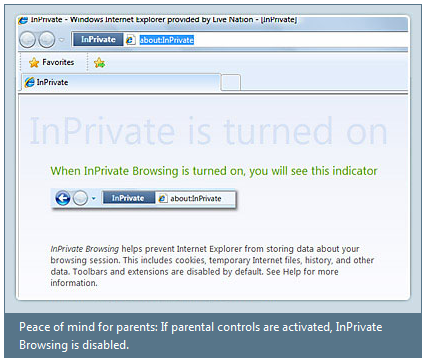 InPrivate - Windows Internet Explorer provided by Live Nation - [InPrivate]
InPrivate about:InPrivate
Favorites
InPrivate
InPrivate is turned on
When InPrivate Browsing is turned on, you will see this indicator
InPrivate about:InPrivate
InPrivate Browsing helps prevent Internet Explorer from storing data about your
browsing session. This includes cookies, temporary Internet files, history, and other
data. Toolbars and extensions are disabled by default. See Help for more
information.
Peace of mind for parents: If parental controls are activated, InPrivate
Browsing is disabled.